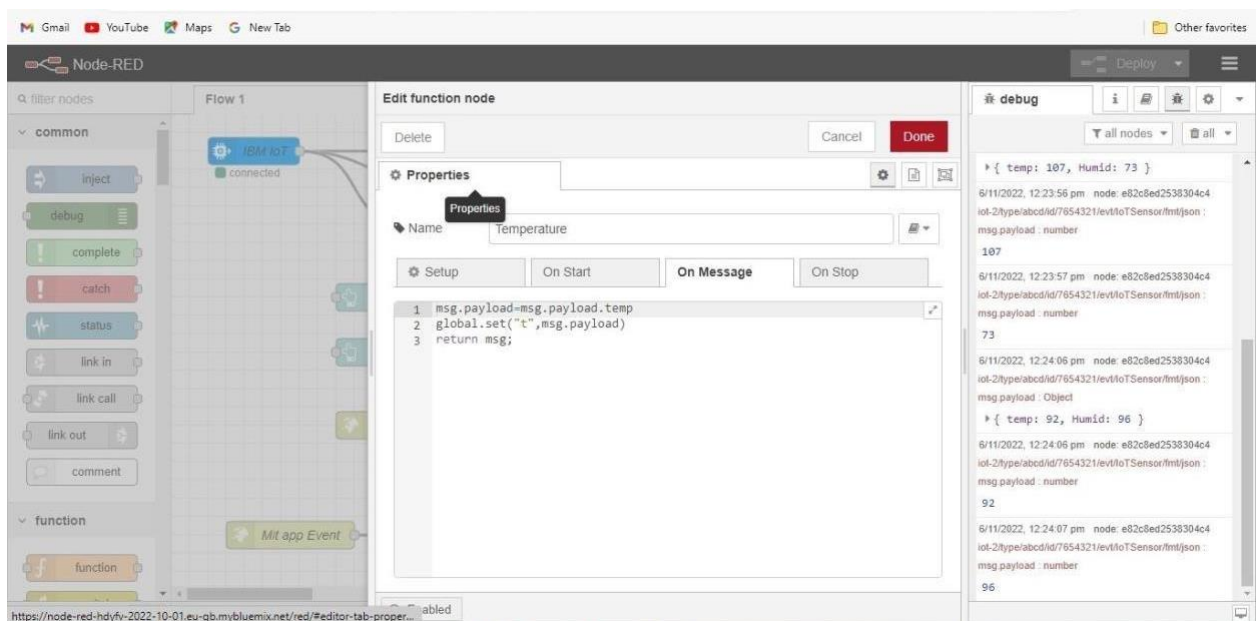 Gmail YouTube Maps New Tab Other favorites
Node-RED Deploy
filter nodes
common
inject
debug
complete
catch
status
link in
link call
link out
comment
function
function
Flow 1
IBM IoT
connected
Mit app Event
Edit function node
Delete Cancel Done
Properties
Properties
Name Temperature
Setup On Start On Message On Stop
1 msg.payload=msg.payload.temp
2 global.set("t",msg.payload)
3 return msg;
Enabled
debug i
all nodes all
{ temp: 107, Humid: 73 }
6/11/2022, 12:23:56 pm node: e82c8ed2538304c4
iot-2/type/abcd/id/7654321/evt/IoTSensor/fmt/json :
msg.payload : number
107
6/11/2022, 12:23:57 pm node: e82c8ed2538304c4
iot-2/type/abcd/id/7654321/evt/IoTSensor/fmt/json :
msg.payload : number
73
6/11/2022, 12:24:06 pm node: e82c8ed2538304c4
iot-2/type/abcd/id/7654321/evt/IoTSensor/fmt/json :
msg.payload : Object
{ temp: 92, Humid: 96 }
6/11/2022, 12:24:06 pm node: e82c8ed2538304c4
iot-2/type/abcd/id/7654321/evt/IoTSensor/fmt/json :
msg.payload : number
92
6/11/2022, 12:24:07 pm node: e82c8ed2538304c4
iot-2/type/abcd/id/7654321/evt/IoTSensor/fmt/json :
msg.payload : number
96
https://node-red-hdyfv-2022-10-01.eu-gb.mybluemix.net/red/#editor-tab-proper...